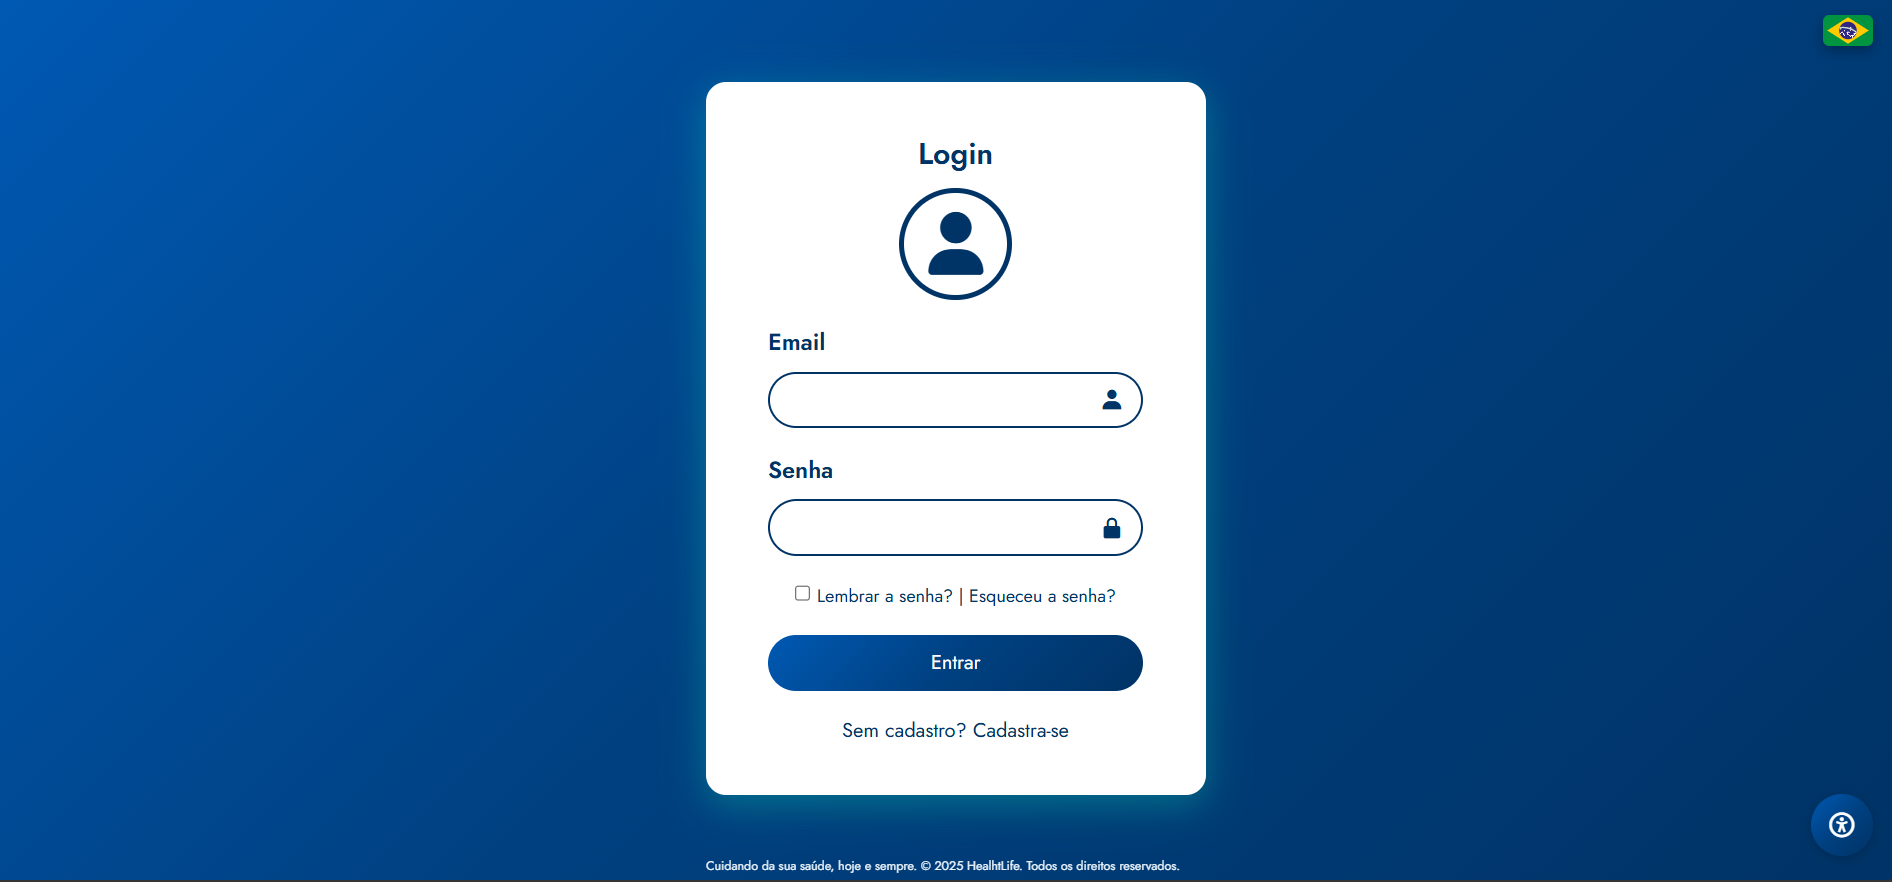 Login
Email
Senha
Lembrar a senha? | Esqueceu a senha?
Entrar
Sem cadastro? Cadastra-se
Cuidando da sua saúde, hoje e sempre. © 2025 HealhtLife. Todos os direitos reservados.